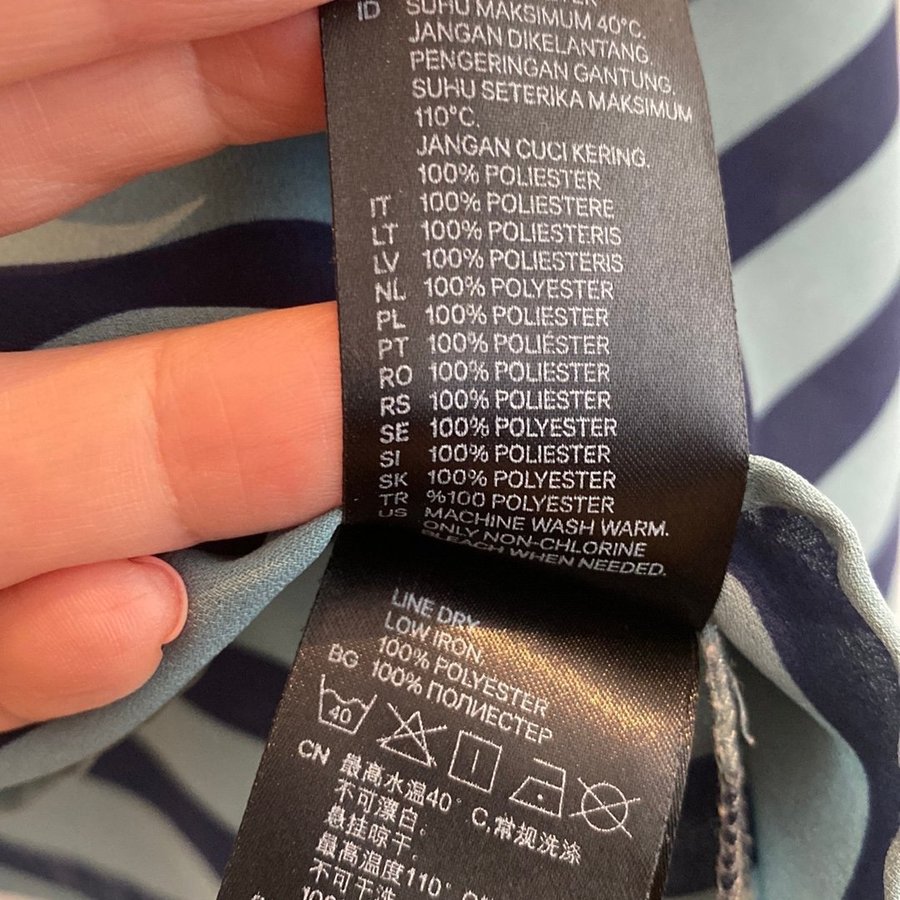 ID SUHU MAKSIMUM 40°C.
JANGAN DIKELANTANG.
PENGERINGAN GANTUNG.
SUHU SETERIKA MAKSIMUM
110°C.
JANGAN CUCI KERING.
100% POLIESTER
IT 100% POLIESTERE
LT 100% POLIESTERIS
LV 100% POLIESTERIS
NL 100% POLYESTER
PL 100% POLIESTER
PT 100% POLIÉSTER
RO 100% POLIESTER
RS 100% POLIESTER
SE 100% POLYESTER
SI 100% POLIESTER
SK 100% POLYESTER
TR %100 POLYESTER
US MACHINE WASH WARM.
ONLY NON-CHLORINE
BLEACH WHEN NEEDED.
LINE DRY.
LOW IRON.
100% POLYESTER
BG 100% ПОЛИЕСТЕР
40
CN 最高水温40°C,常规洗涤
不可漂白.
悬挂晾干.
最高温度110°
不可干洗